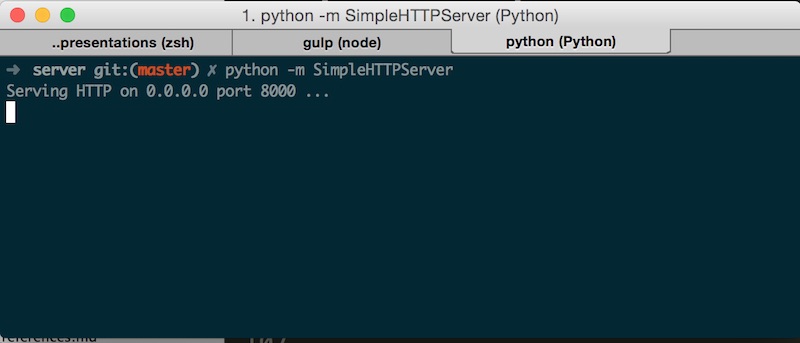 1. python -m SimpleHTTPServer (Python)
..presentations (zsh) gulp (node) python (Python)
➜ server git:(master) ✗ python -m SimpleHTTPServer
Serving HTTP on 0.0.0.0 port 8000 ...